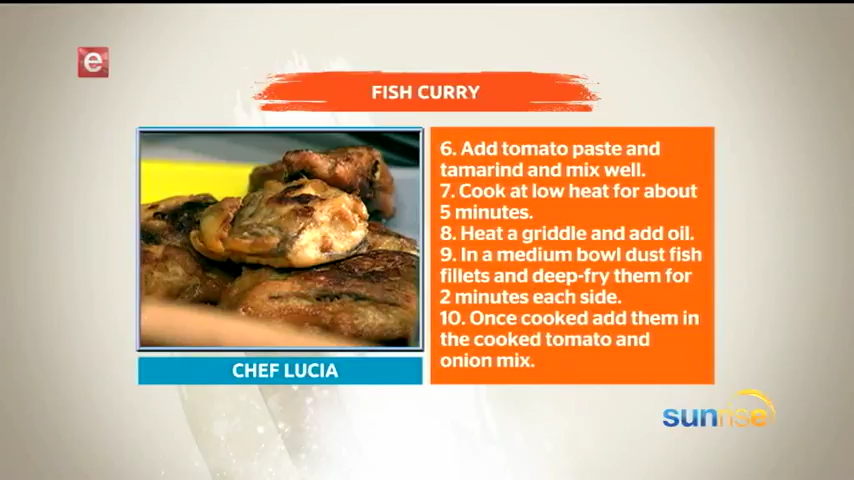 e
FISH CURRY
6. Add tomato paste and
tamarind and mix well.
7. Cook at low heat for about
5 minutes.
8. Heat a griddle and add oil.
9. In a medium bowl dust fish
fillets and deep-fry them for
2 minutes each side.
10. Once cooked add them in
the cooked tomato and
onion mix.
CHEF LUCIA
sunrise